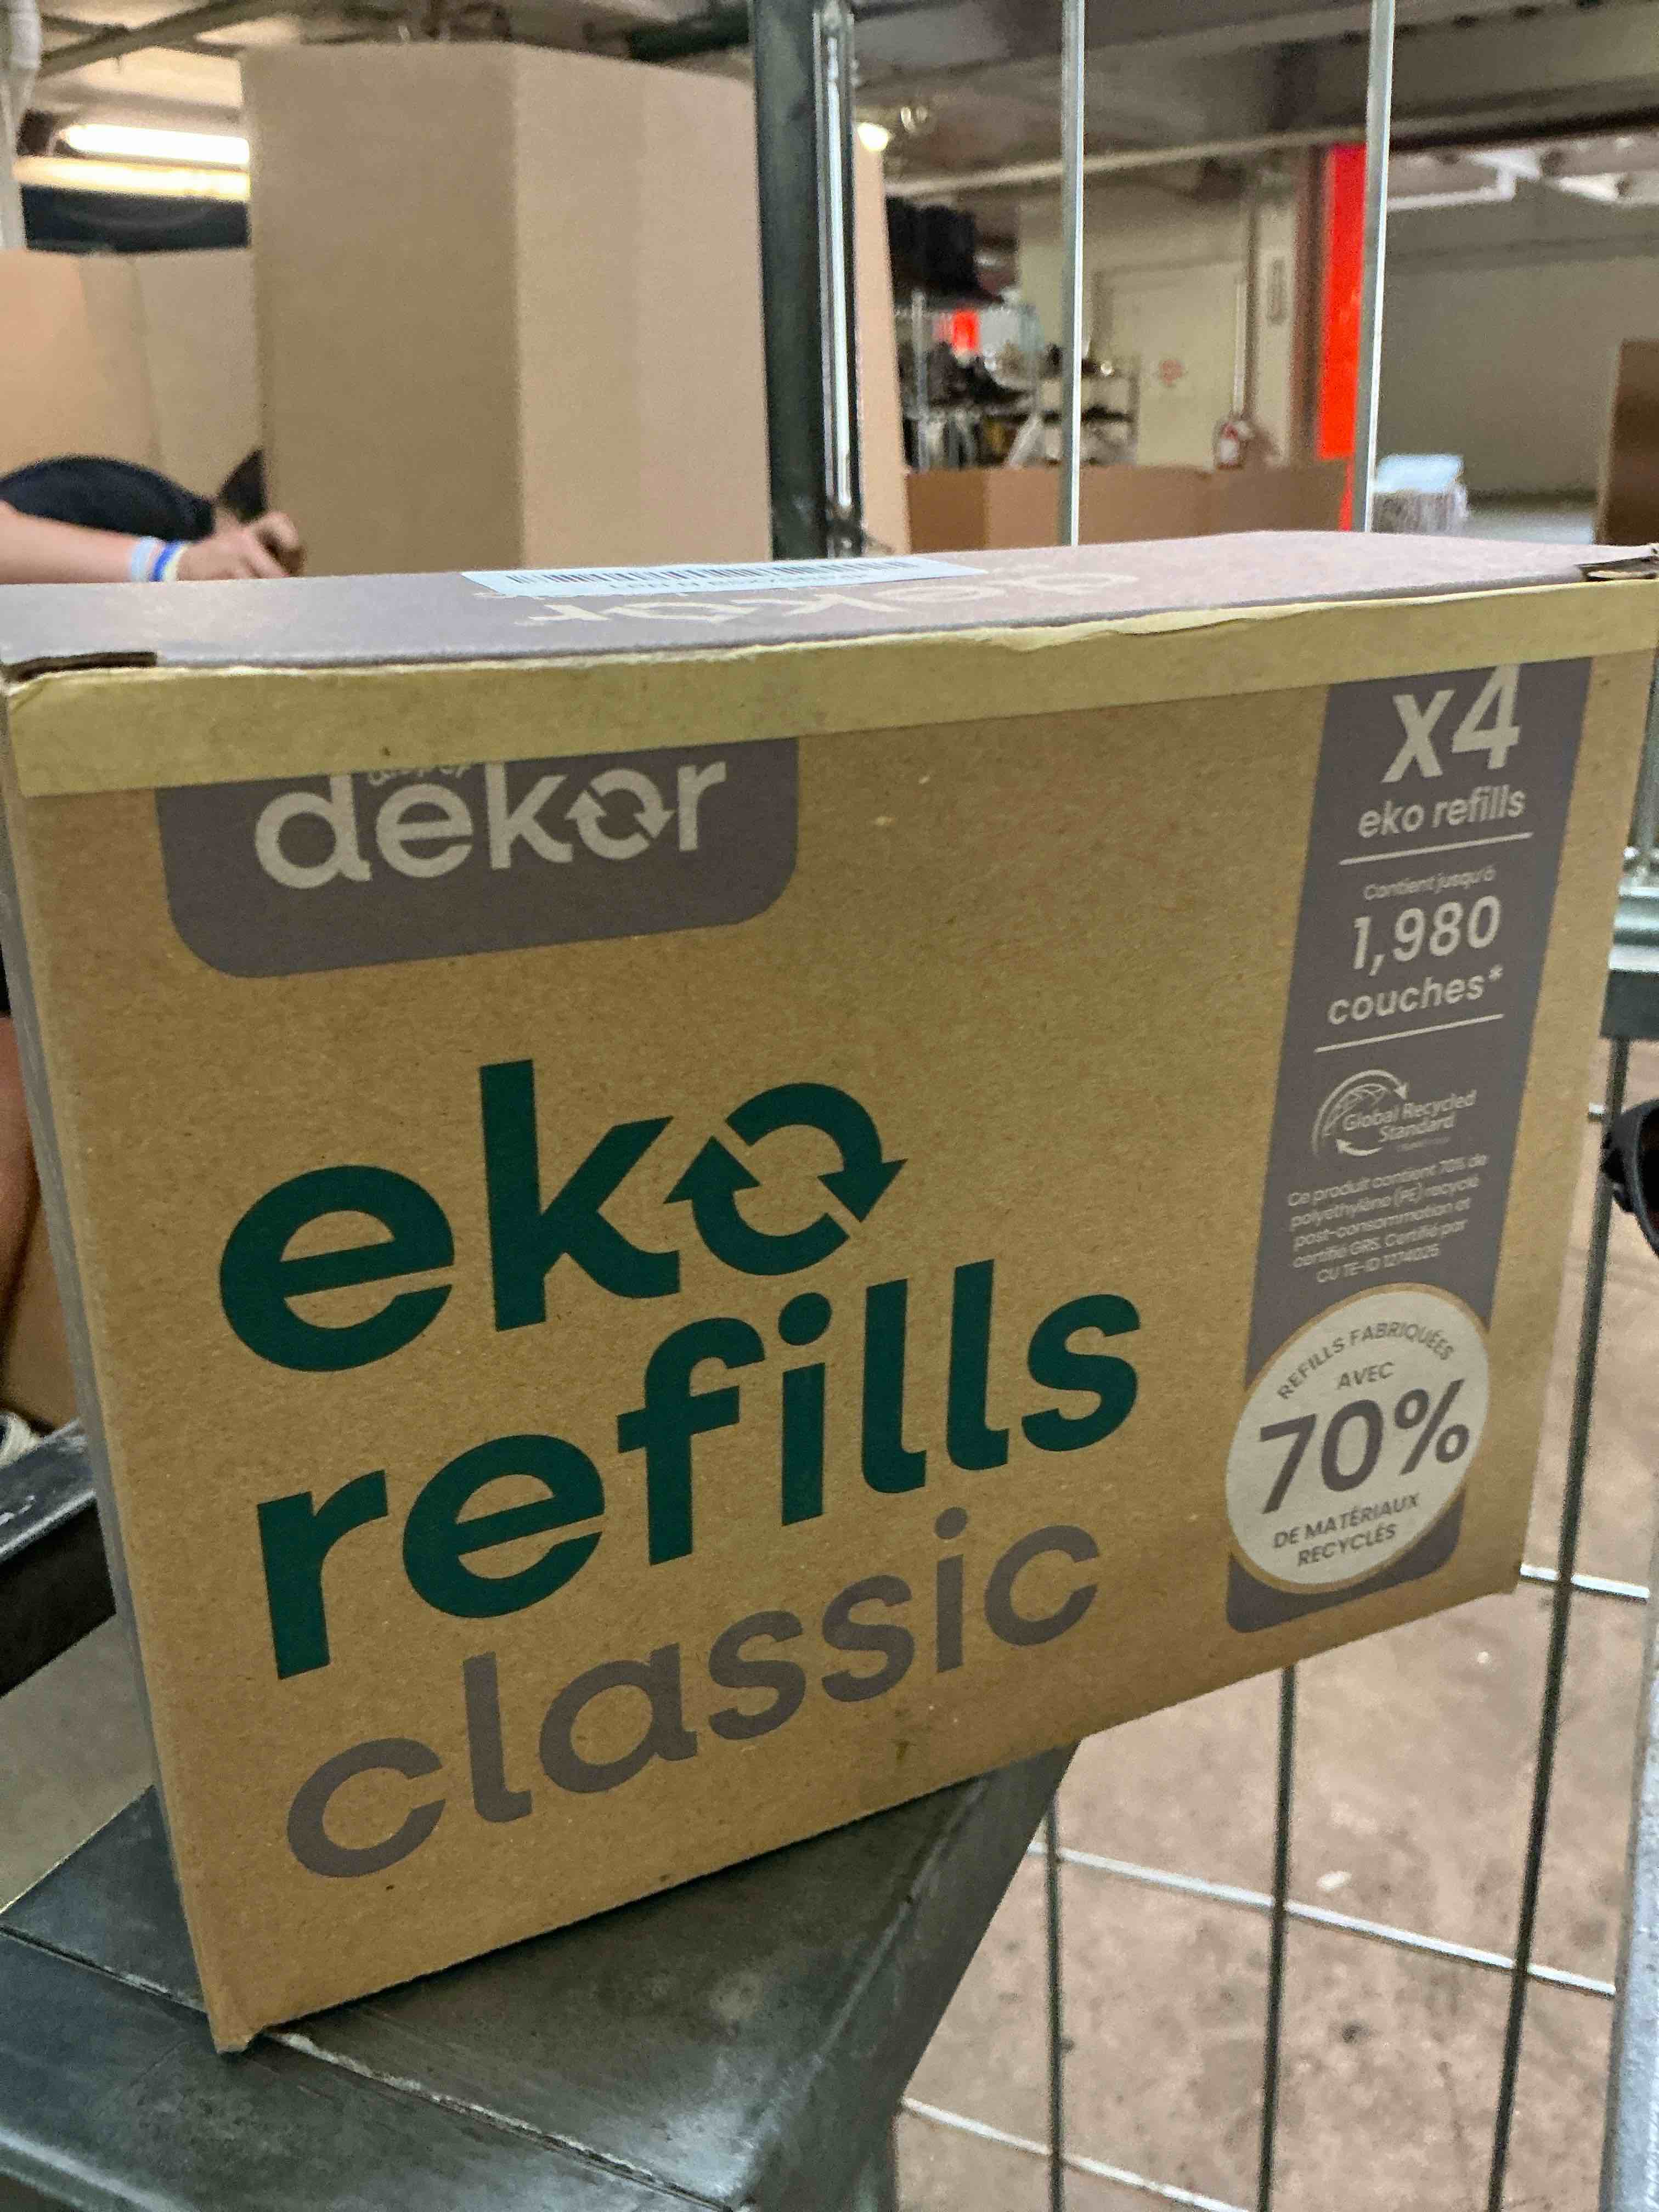 dekor
dekor
x4
eko refills
Contient jusqu'à
1,980
couches*
Global Recycled
Standard
Ce produit contient 70% de
polyéthylène (PE) recyclé
post-consommation et
certifié GRS. Certifié par
CU TE-ID 1274025
REFILLS FABRIQUÉES
AVEC
70%
DE MATÉRIAUX
RECYCLÉS
eko
refills
classic